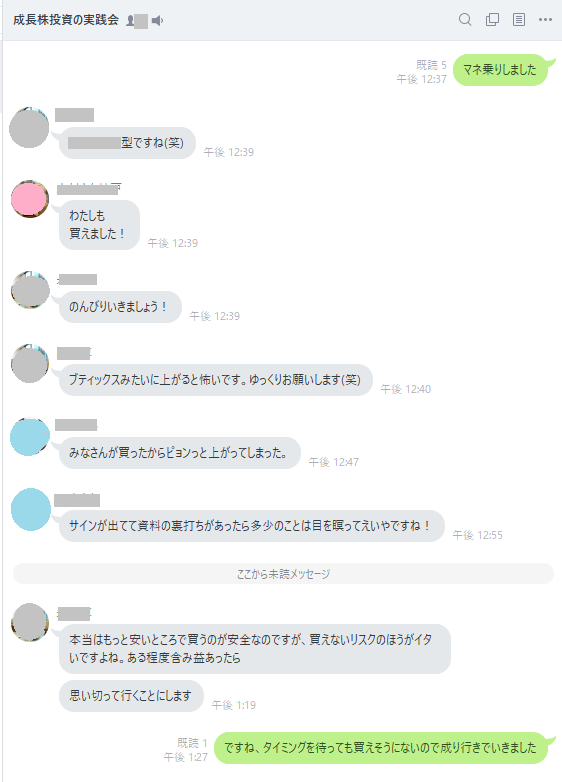 成長株投資の実践会
既読 5
午後 12:37
マネ乗りしました
型ですね(笑)
午後 12:39
わたしも
買えました！
午後 12:39
のんびりいきましょう！
午後 12:39
ブティックスみたいに上がると怖いです。ゆっくりお願いします(笑)
午後 12:40
みなさんが買ったからピョンっと上がってしまった。
午後 12:47
サインが出てて資料の裏打ちがあったら多少のことは目を瞑ってえいやですね！
午後 12:55
ここから未読メッセージ
本当はもっと安いところで買うのが安全なのですが、買えないリスクのほうがイタ
いですよね。ある程度含み益あったら
思い切って行くことにします
午後 1:19
既読 1
午後 1:27
ですね、タイミングを待っても買えそうにないので成り行きでいきました